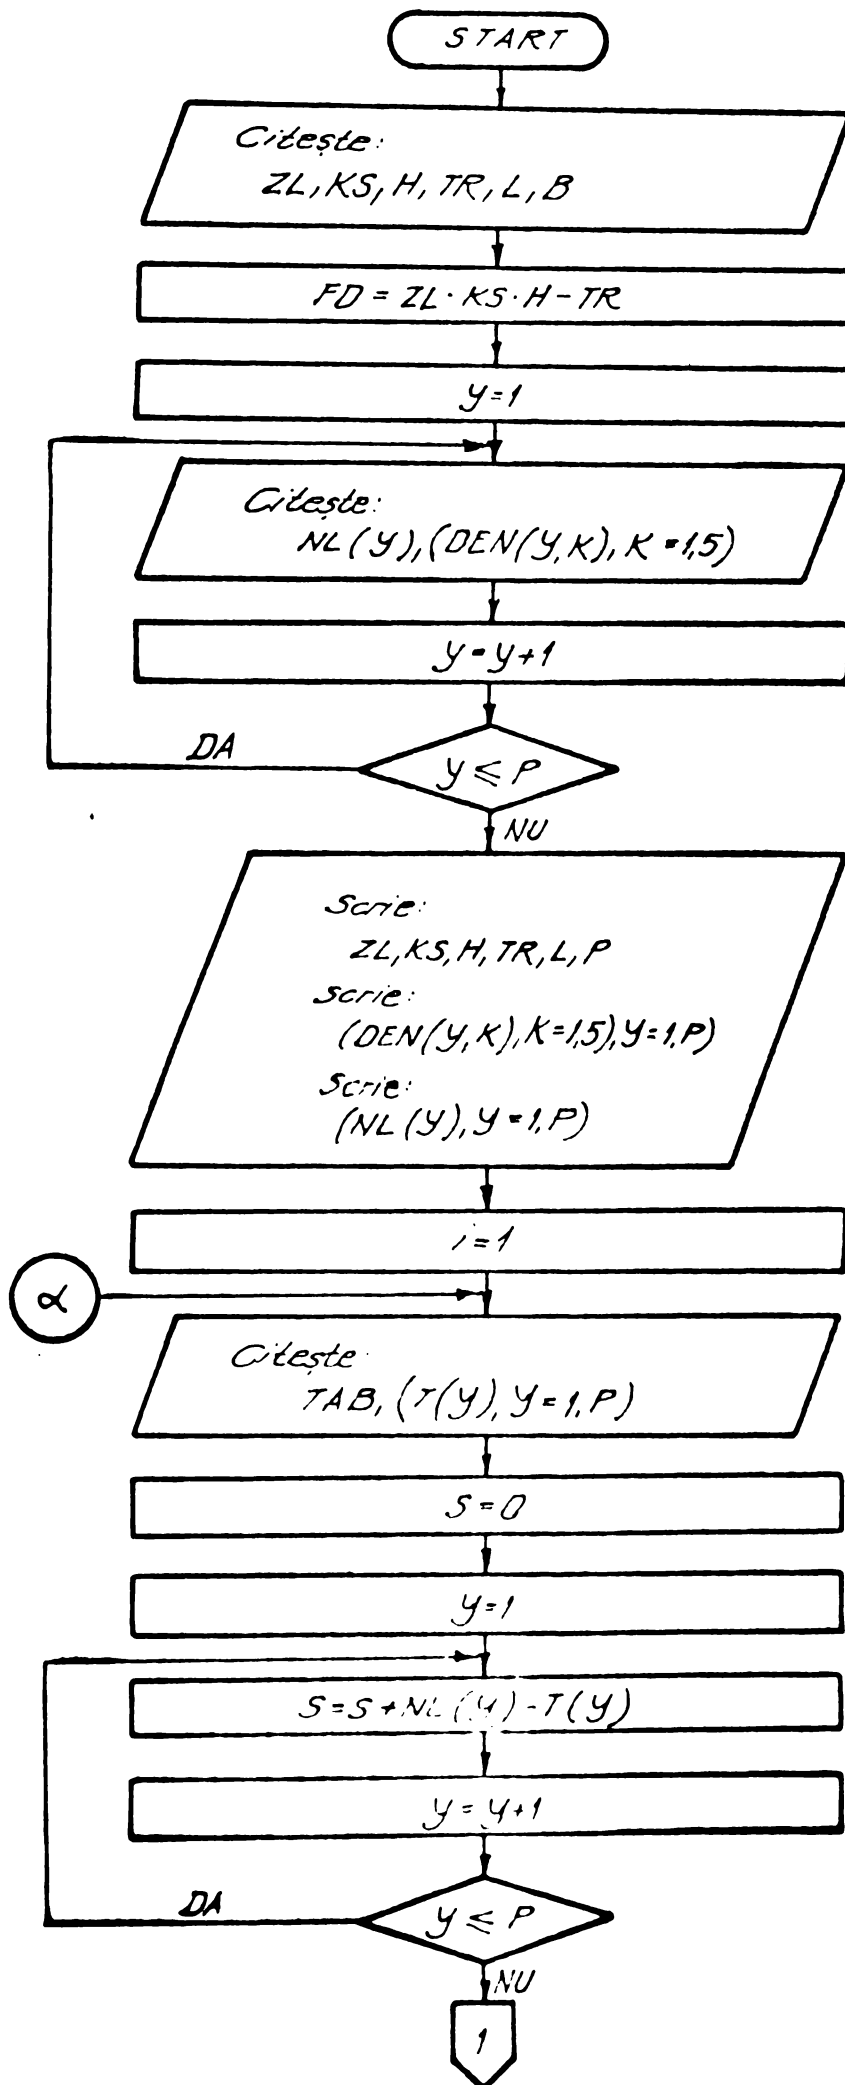 START
Citește:
ZL, KS, H, TR, L, B
FD = ZL · KS · H - TR
y = 1
Citește:
NL(y), (DEN(y, K), K = 1,5)
y = y + 1
DA
y ≤ P
NU
Scrie:
ZL, KS, H, TR, L, P
Scrie:
(DEN(y, K), K = 1,5), y = 1, P)
Scrie:
(NL(y), y = 1, P)
i = 1
α
Citește
TAB, (T(y), y = 1, P)
S = 0
y = 1
S = S + NL(y) - T(y)
y = y + 1
DA
y ≤ P
NU
1